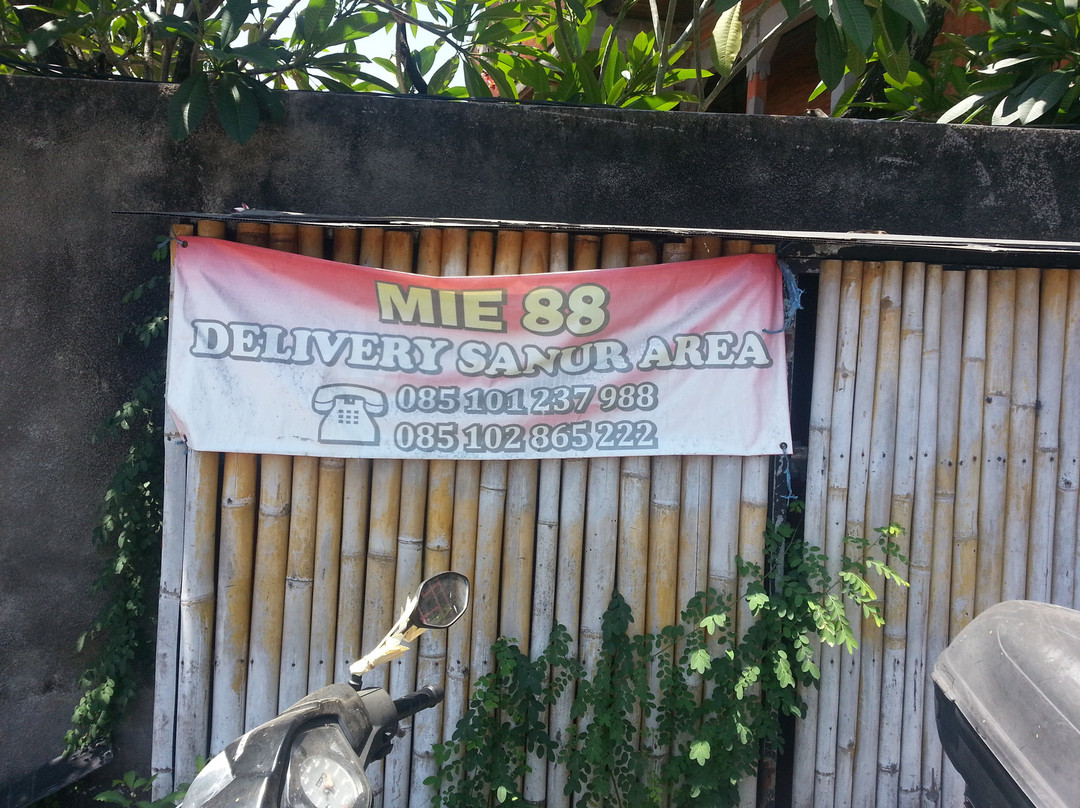 MIE 88
DELIVERY SANUR AREA
085 101 237 988
085 102 865 222